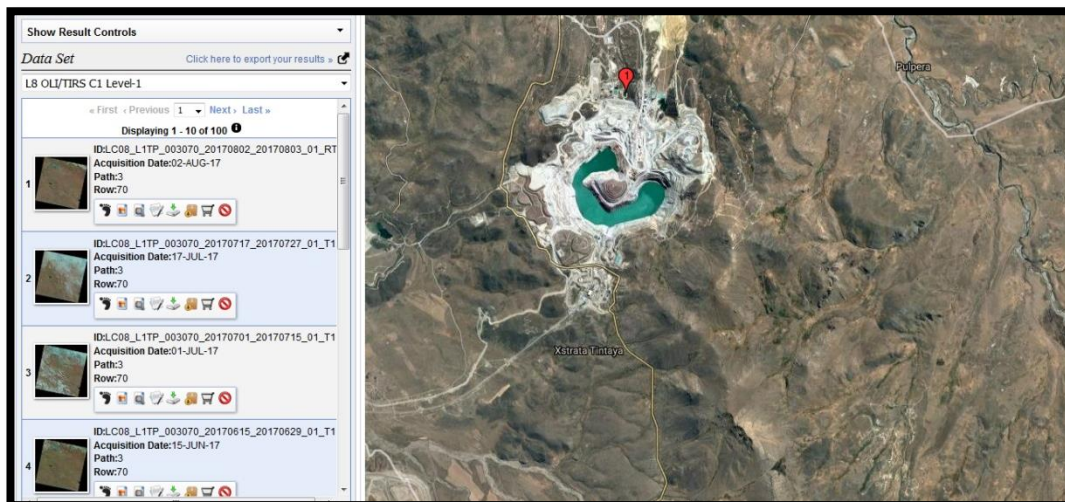 Show Result Controls
Data Set
Click here to export your results »
L8 OLI/TIRS C1 Level-1
« First ‹ Previous 1 Next › Last »
Displaying 1 - 10 of 100
1
ID:LC08_L1TP_003070_20170802_20170803_01_RT
Acquisition Date:02-AUG-17
Path:3
Row:70
2
ID:LC08_L1TP_003070_20170717_20170727_01_T1
Acquisition Date:17-JUL-17
Path:3
Row:70
3
ID:LC08_L1TP_003070_20170701_20170715_01_T1
Acquisition Date:01-JUL-17
Path:3
Row:70
4
ID:LC08_L1TP_003070_20170615_20170629_01_T1
Acquisition Date:15-JUN-17
Path:3
Row:70
1
Pulpera
Xstrata Tintaya